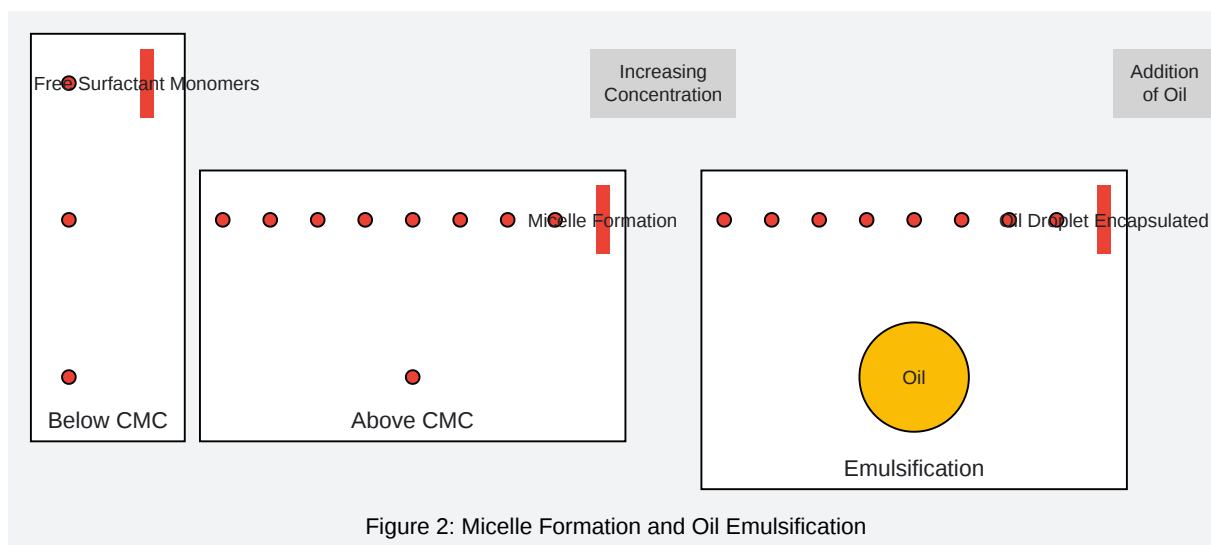 Free Surfactant Monomers
Increasing
Concentration
Addition
of Oil
Micelle Formation
Oil Droplet Encapsulated
Oil
Below CMC
Above CMC
Emulsification
Figure 2: Micelle Formation and Oil Emulsification